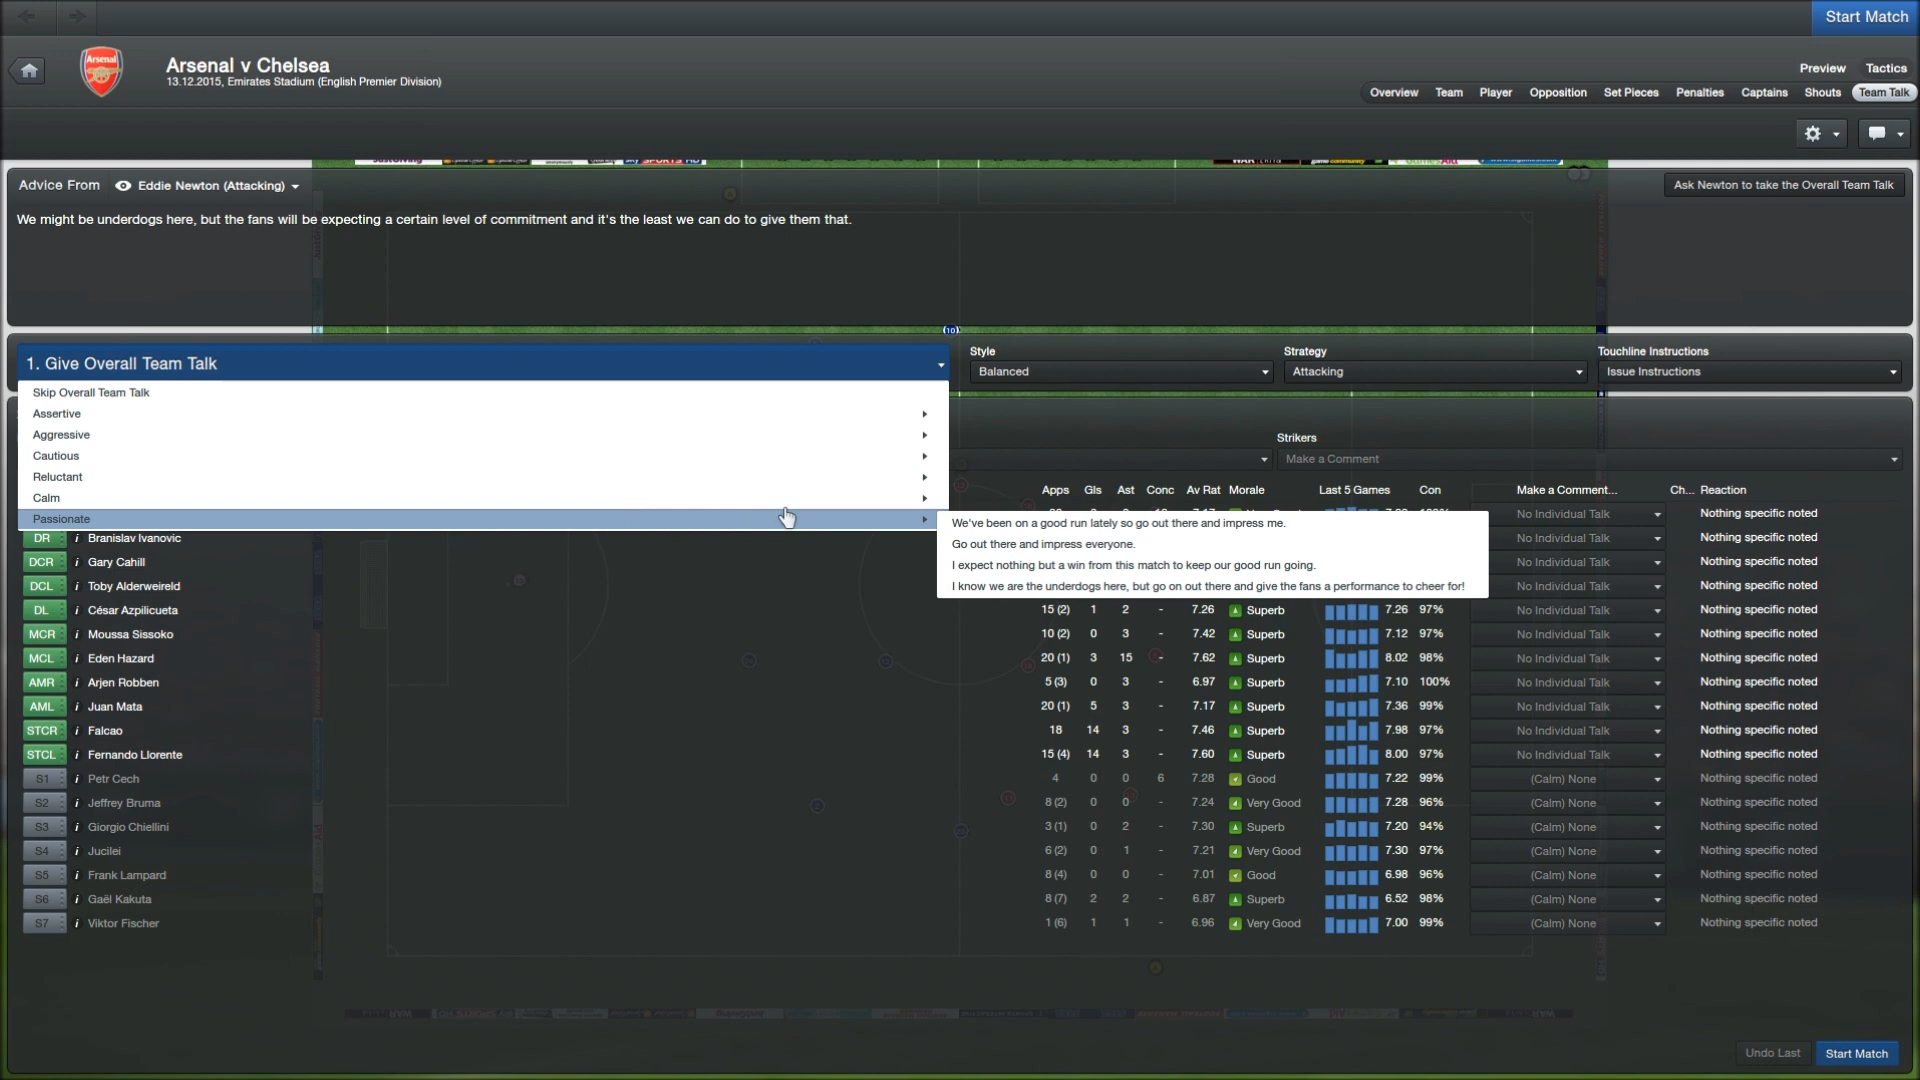 Start Match
Arsenal v Chelsea
13.12.2015, Emirates Stadium (English Premier Division)
Preview Tactics
Overview Team Player Opposition Set Pieces Penalties Captains Shouts Team Talk
Advice From Eddie Newton (Attacking)
Ask Newton to take the Overall Team Talk
We might be underdogs here, but the fans will be expecting a certain level of commitment and it's the least we can do to give them that.
1. Give Overall Team Talk
Style Strategy Touchline Instructions
Balanced Attacking Issue Instructions
Skip Overall Team Talk
Assertive
Aggressive
Cautious
Reluctant
Calm
Passionate
We've been on a good run lately so go out there and impress me.
Go out there and impress everyone.
I expect nothing but a win from this match to keep our good run going.
I know we are the underdogs here, but go on out there and give the fans a performance to cheer for!
Strikers
Make a Comment
Apps Gls Ast Conc Av Rat Morale Last 5 Games Con Make a Comment... Ch... Reaction
No Individual Talk Nothing specific noted
DR i Branislav Ivanovic No Individual Talk Nothing specific noted
DCR i Gary Cahill No Individual Talk Nothing specific noted
DCL i Toby Alderweireld No Individual Talk Nothing specific noted
DL i César Azpilicueta 15 (2) 1 2 - 7.26 Superb 7.26 97% No Individual Talk Nothing specific noted
MCR i Moussa Sissoko 10 (2) 0 3 - 7.42 Superb 7.12 97% No Individual Talk Nothing specific noted
MCL i Eden Hazard 20 (1) 3 15 - 7.62 Superb 8.02 98% No Individual Talk Nothing specific noted
AMR i Arjen Robben 5 (3) 0 3 - 6.97 Superb 7.10 100% No Individual Talk Nothing specific noted
AML i Juan Mata 20 (1) 5 3 - 7.17 Superb 7.36 99% No Individual Talk Nothing specific noted
STCR i Falcao 18 14 3 - 7.46 Superb 7.98 97% No Individual Talk Nothing specific noted
STCL i Fernando Llorente 15 (4) 14 3 - 7.60 Superb 8.00 97% No Individual Talk Nothing specific noted
S1 i Petr Cech 4 0 0 6 7.28 Good 7.22 99% (Calm) None Nothing specific noted
S2 i Jeffrey Bruma 8 (2) 0 0 - 7.24 Very Good 7.28 96% (Calm) None Nothing specific noted
S3 i Giorgio Chiellini 3 (1) 0 2 - 7.30 Superb 7.20 94% (Calm) None Nothing specific noted
S4 i Jucilei 6 (2) 0 1 - 7.21 Very Good 7.30 97% (Calm) None Nothing specific noted
S5 i Frank Lampard 8 (4) 0 0 - 7.01 Good 6.98 96% (Calm) None Nothing specific noted
S6 i Gaël Kakuta 8 (7) 2 2 - 6.87 Superb 6.52 98% (Calm) None Nothing specific noted
S7 i Viktor Fischer 1 (6) 1 1 - 6.96 Very Good 7.00 99% (Calm) None Nothing specific noted
Undo Last Start Match